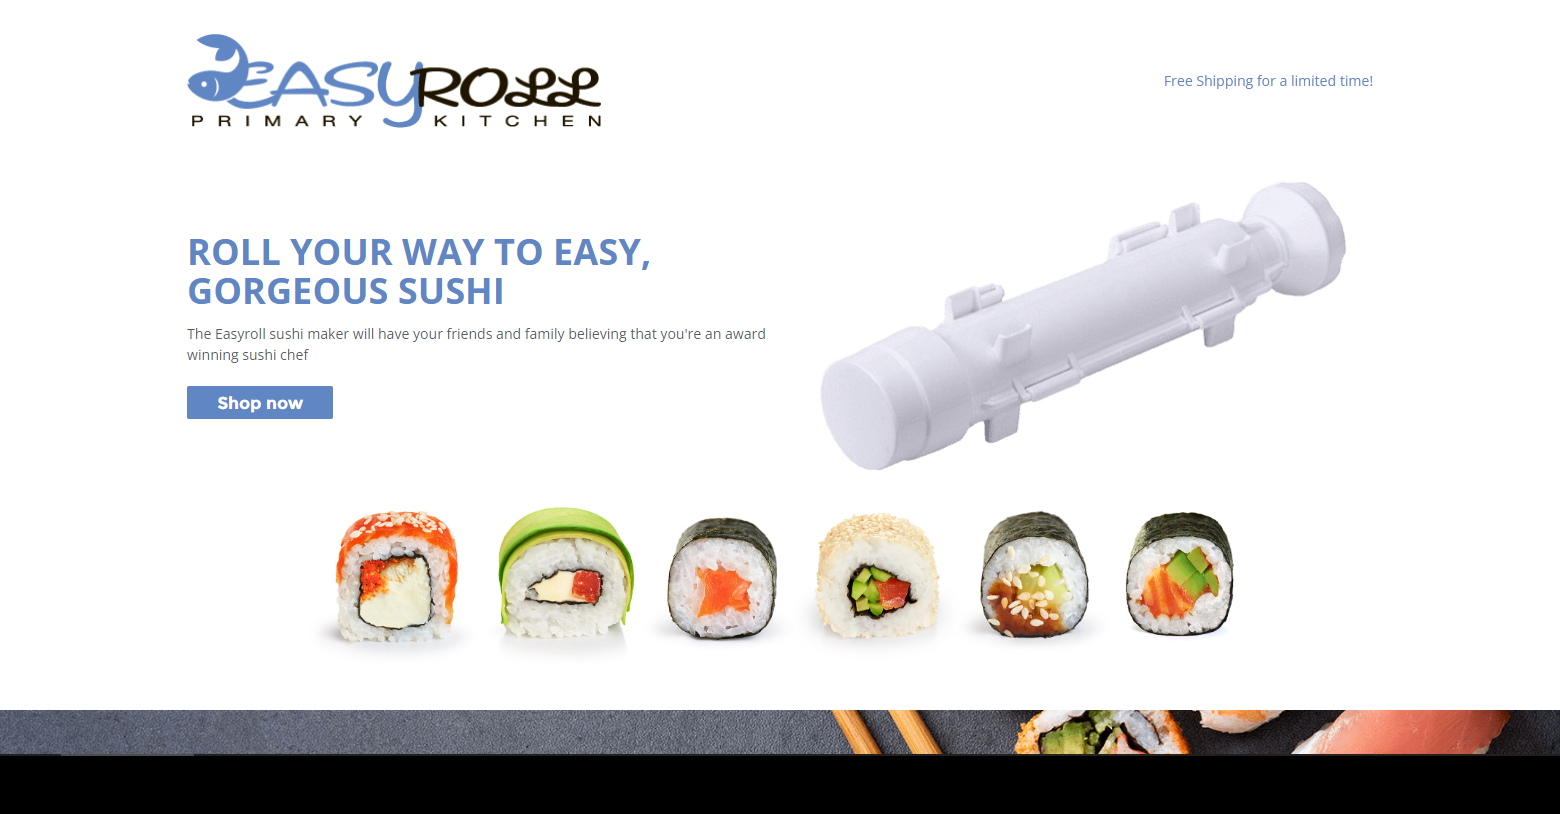 EASYROLL
PRIMARY KITCHEN
Free Shipping for a limited time!
ROLL YOUR WAY TO EASY,
GORGEOUS SUSHI
The Easyroll sushi maker will have your friends and family believing that you're an award
winning sushi chef
Shop now